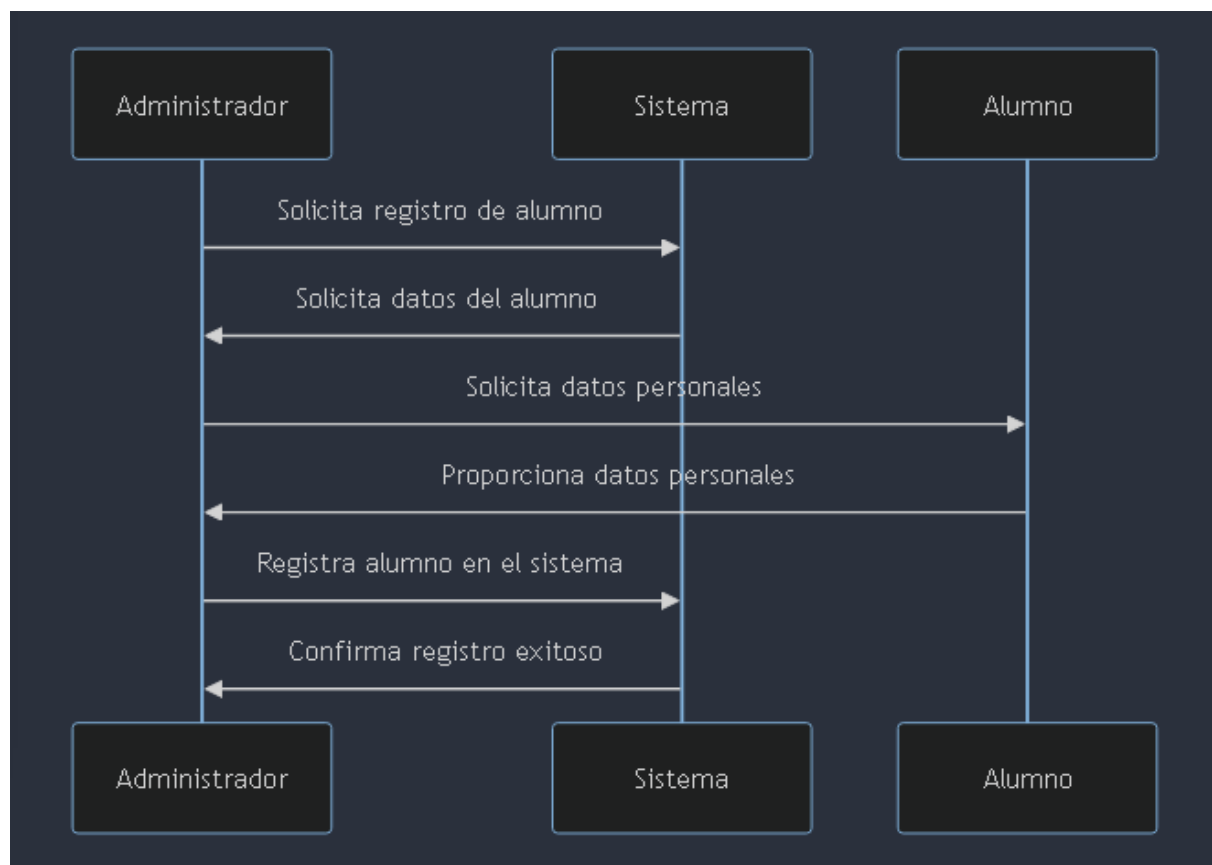 Administrador
Sistema
Alumno
Solicita registro de alumno
Solicita datos del alumno
Solicita datos personales
Proporciona datos personales
Registra alumno en el sistema
Confirma registro exitoso
Administrador
Sistema
Alumno